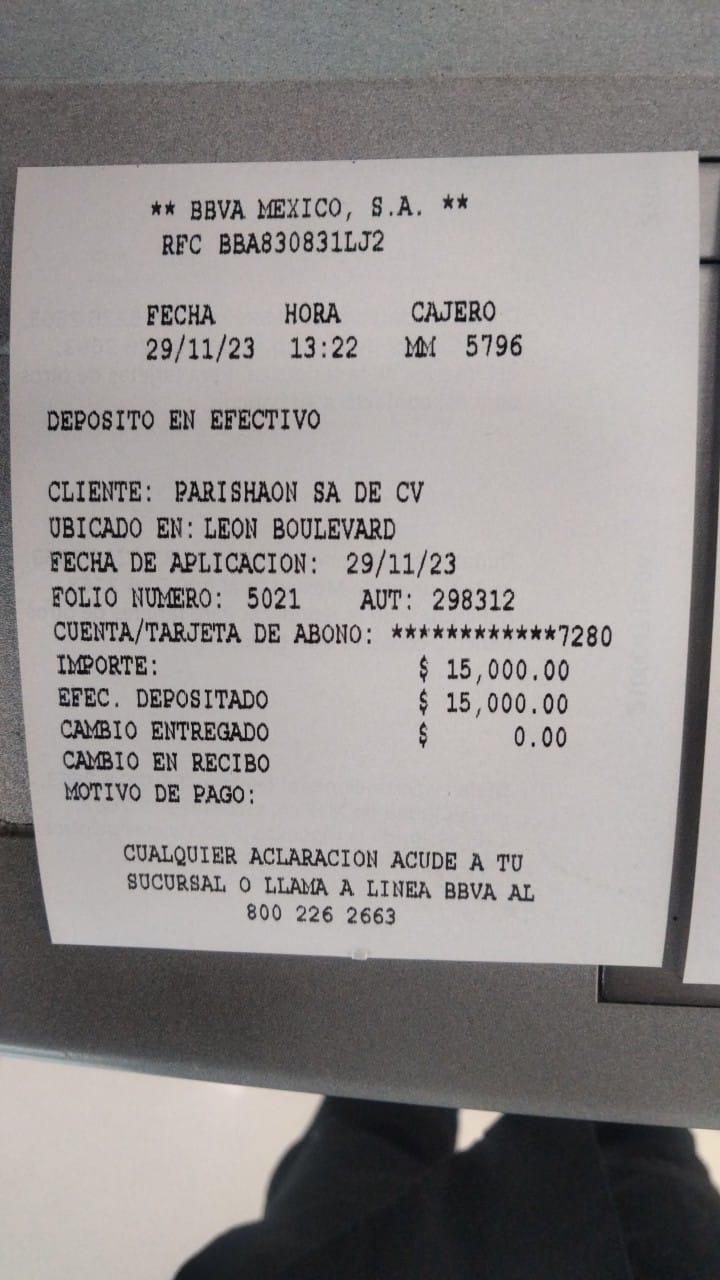 ** BBVA MEXICO, S.A. **
RFC BBA830831LJ2
FECHA HORA CAJERO
29/11/23 13:22 MM 5796
DEPOSITO EN EFECTIVO
CLIENTE: PARISHAON SA DE CV
UBICADO EN: LEON BOULEVARD
FECHA DE APLICACION: 29/11/23
FOLIO NUMERO: 5021 AUT: 298312
CUENTA/TARJETA DE ABONO: ************7280
IMPORTE: $ 15,000.00
EFEC. DEPOSITADO $ 15,000.00
CAMBIO ENTREGADO $ 0.00
CAMBIO EN RECIBO
MOTIVO DE PAGO:
CUALQUIER ACLARACION ACUDE A TU
SUCURSAL O LLAMA A LINEA BBVA AL
800 226 2663